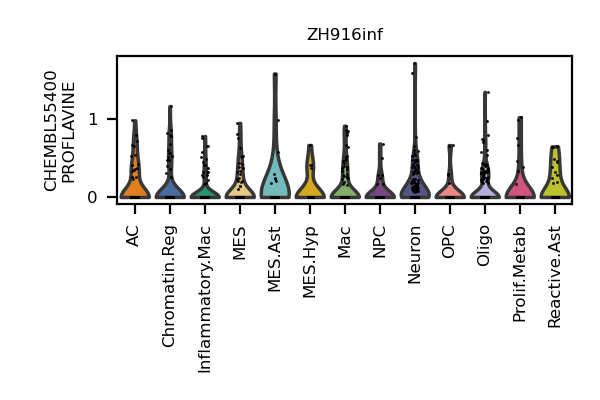 ZH916inf
CHEMBL55400
PROFLAVINE
1
0
AC
Chromatin.Reg
Inflammatory.Mac
MES
MES.Ast
MES.Hyp
Mac
NPC
Neuron
OPC
Oligo
Prolif.Metab
Reactive.Ast